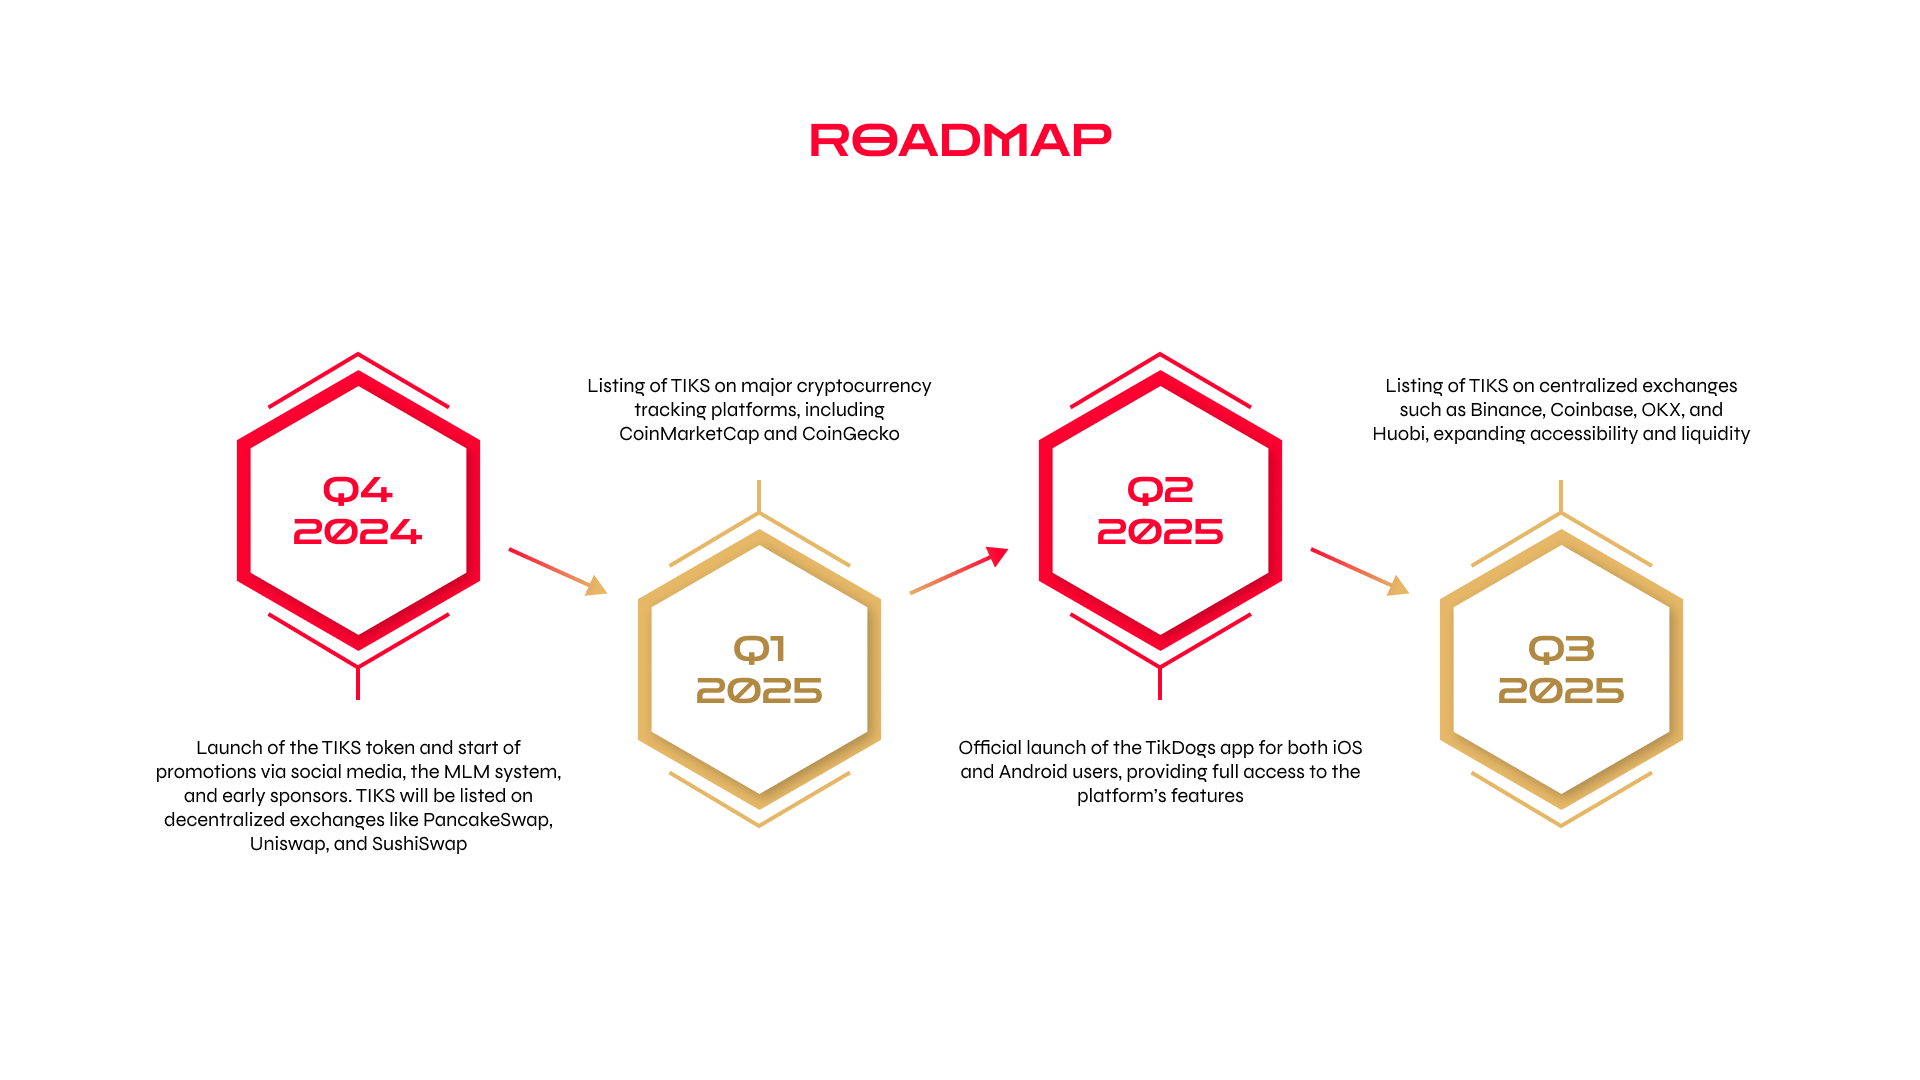 ROADMAP
Q4
2024
Launch of the TIKS token and start of
promotions via social media, the MLM system,
and early sponsors. TIKS will be listed on
decentralized exchanges like PancakeSwap,
Uniswap, and SushiSwap
Listing of TIKS on major cryptocurrency
tracking platforms, including
CoinMarketCap and CoinGecko
Q1
2025
Q2
2025
Official launch of the TikDogs app for both iOS
and Android users, providing full access to the
platform’s features
Listing of TIKS on centralized exchanges
such as Binance, Coinbase, OKX, and
Huobi, expanding accessibility and liquidity
Q3
2025